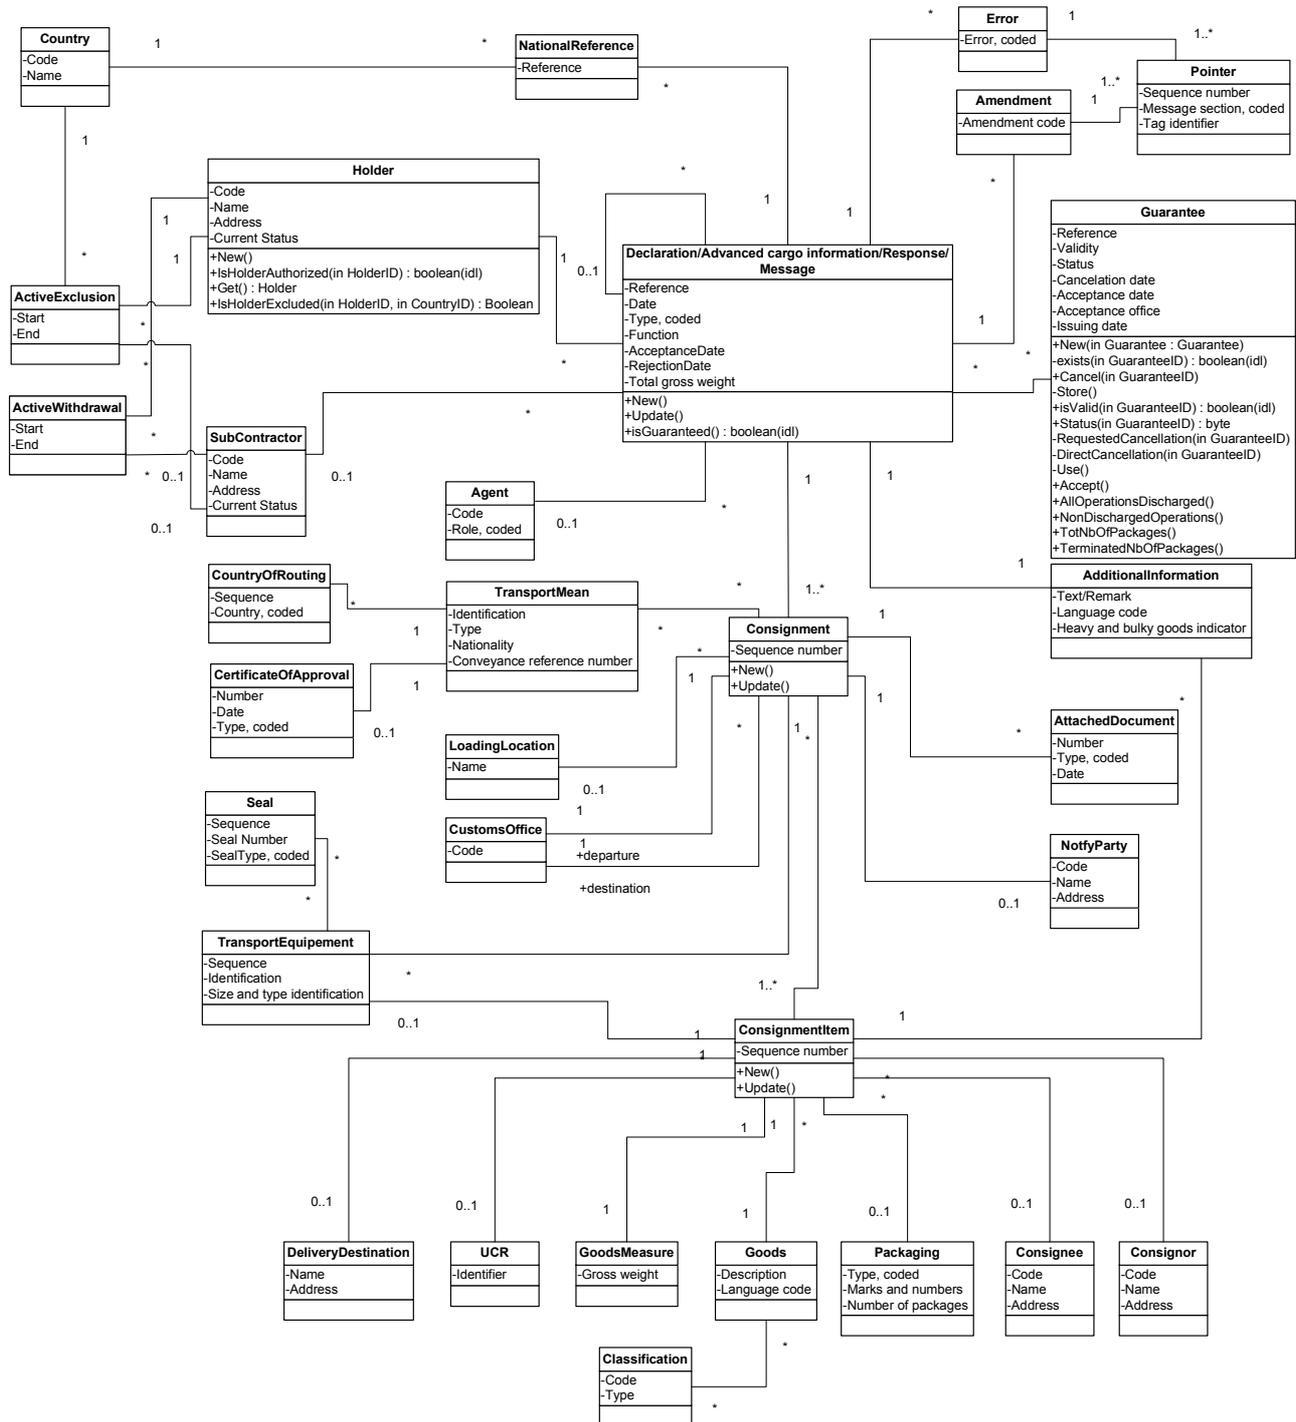 Country
-Code
-Name
1
*
NationalReference
-Reference
*
*
Error
-Error, coded
1
1..*
Pointer
-Sequence number
-Message section, coded
-Tag identifier
1..*
1
Amendment
-Amendment code
*
1
Holder
-Code
-Name
-Address
-Current Status
+New()
+IsHolderAuthorized(in HolderID) : boolean(idl)
+Get() : Holder
+IsHolderExcluded(in HolderID, in CountryID) : Boolean
1
1
1
*
0..1
1
1
Declaration/Advanced cargo information/Response/
Message
-Reference
-Date
-Type, coded
-Function
-AcceptanceDate
-RejectionDate
-Total gross weight
+New()
+Update()
+isGuaranteed() : boolean(idl)
1
*
*
Guarantee
-Reference
-Validity
-Status
-Cancelation date
-Acceptance date
-Acceptance office
-Issuing date
+New(in Guarantee : Guarantee)
-exists(in GuaranteeID) : boolean(idl)
+Cancel(in GuaranteeID)
-Store()
+isValid(in GuaranteeID) : boolean(idl)
+Status(in GuaranteeID) : byte
-RequestedCancellation(in GuaranteeID)
-DirectCancellation(in GuaranteeID)
-Use()
+Accept()
+AllOperationsDischarged()
+NonDischargedOperations()
+TotNbOfPackages()
+TerminatedNbOfPackages()
*
ActiveExclusion
-Start
-End
*
*
*
*
ActiveWithdrawal
-Start
-End
*
*
0..1
0..1
SubContractor
-Code
-Name
-Address
-Current Status
0..1
Agent
-Code
-Role, coded
0..1
*
1
1
1
1
AdditionalInformation
-Text/Remark
-Language code
-Heavy and bulky goods indicator
CountryOfRouting
-Sequence
-Country, coded
*
1
TransportMean
-Identification
-Type
-Nationality
-Conveyance reference number
*
1..*
*
*
1
Consignment
-Sequence number
+New()
+Update()
1
1
CertificateOfApproval
-Number
-Date
-Type, coded
1
0..1
LoadingLocation
-Name
0..1
1
*
1
*
*
*
AttachedDocument
-Number
-Type, coded
-Date
Seal
-Sequence
-Seal Number
-SealType, coded
*
*
CustomsOffice
-Code
1
+departure
+destination
NotfyParty
-Code
-Name
-Address
0..1
TransportEquipement
-Sequence
-Identification
-Size and type identification
*
0..1
1..*
1
1
1
ConsignmentItem
-Sequence number
+New()
+Update()
*
*
1
1
*
0..1
0..1
1
1
0..1
0..1
0..1
DeliveryDestination
-Name
-Address
UCR
-Identifier
GoodsMeasure
-Gross weight
Goods
-Description
-Language code
Packaging
-Type, coded
-Marks and numbers
-Number of packages
Consignee
-Code
-Name
-Address
Consignor
-Code
-Name
-Address
*
Classification
-Code
-Type
*